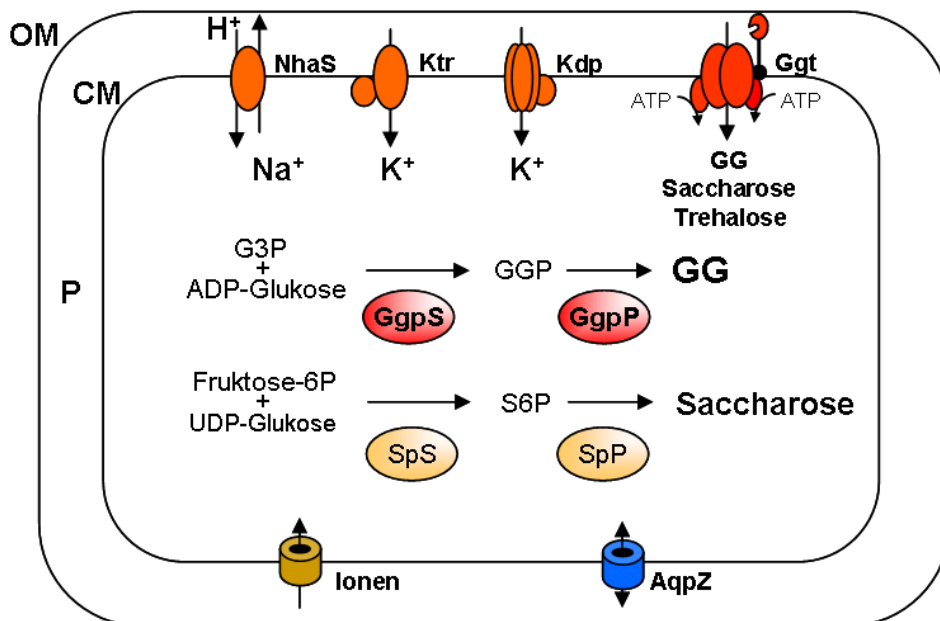 OM
H⁺
NhaS
Ktr
Kdp
Ggt
CM
ATP
ATP
Na⁺
K⁺
K⁺
GG
Saccharose
Trehalose
P
G3P
+
ADP-Glukose
GGP
GG
GgpS
GgpP
Fruktose-6P
+
UDP-Glukose
S6P
Saccharose
SpS
SpP
Ionen
AqpZ